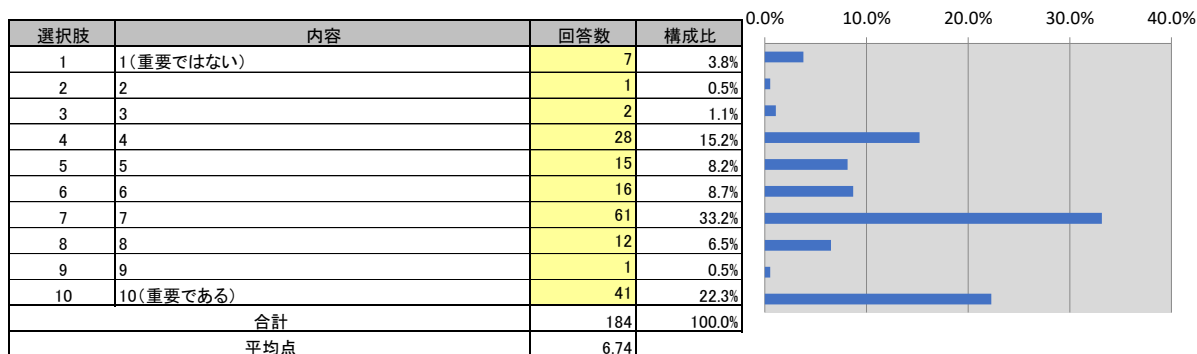 0.0% 10.0% 20.0% 30.0% 40.0%
選択肢 内容 回答数 構成比
1 1(重要ではない) 7 3.8%
2 2 1 0.5%
3 3 2 1.1%
4 4 28 15.2%
5 5 15 8.2%
6 6 16 8.7%
7 7 61 33.2%
8 8 12 6.5%
9 9 1 0.5%
10 10(重要である) 41 22.3%
合計 184 100.0%
平均点 6.74